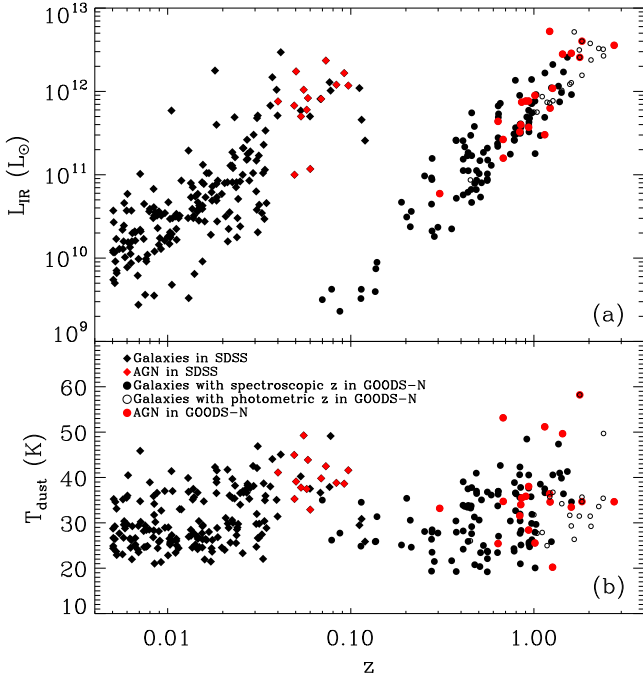 10^13
10^12
10^11
10^10
10^9
L_IR (L_⊙)
(a)
Galaxies in SDSS
AGN in SDSS
Galaxies with spectroscopic z in GOODS-N
Galaxies with photometric z in GOODS-N
AGN in GOODS-N
60
50
40
30
20
10
T_dust (K)
(b)
0.01
0.10
1.00
z